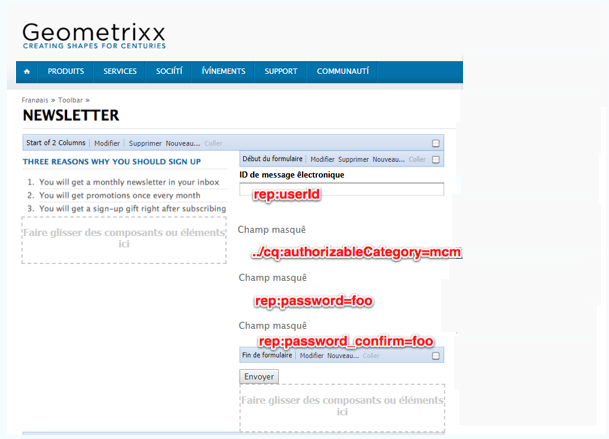 Geometrixx
CREATING SHAPES FOR CENTURIES
PRODUITS SERVICES SOCIÍTÍ ÍVÍNEMENTS SUPPORT COMMUNAUTÍ
Franøais » Toolbar »
NEWSLETTER
Start of 2 Columns Modifier Supprimer Nouveau... Coller
THREE REASONS WHY YOU SHOULD SIGN UP
1. You will get a monthly newsletter in your inbox
2. You will get promotions once every month
3. You will get a sign-up gift right after subscribing
Faire glisser des composants ou éléments
ici
Début du formulaire Modifier Supprimer Nouveau... Coller
ID de message électronique
rep:userId
Champ masqué
../cq:authorizableCategory=mcm
Champ masqué
rep:password=foo
Champ masqué
rep:password_confirm=foo
Fin de formulaire Modifier Nouveau... Coller
Envoyer
Faire glisser des composants ou éléments
ici